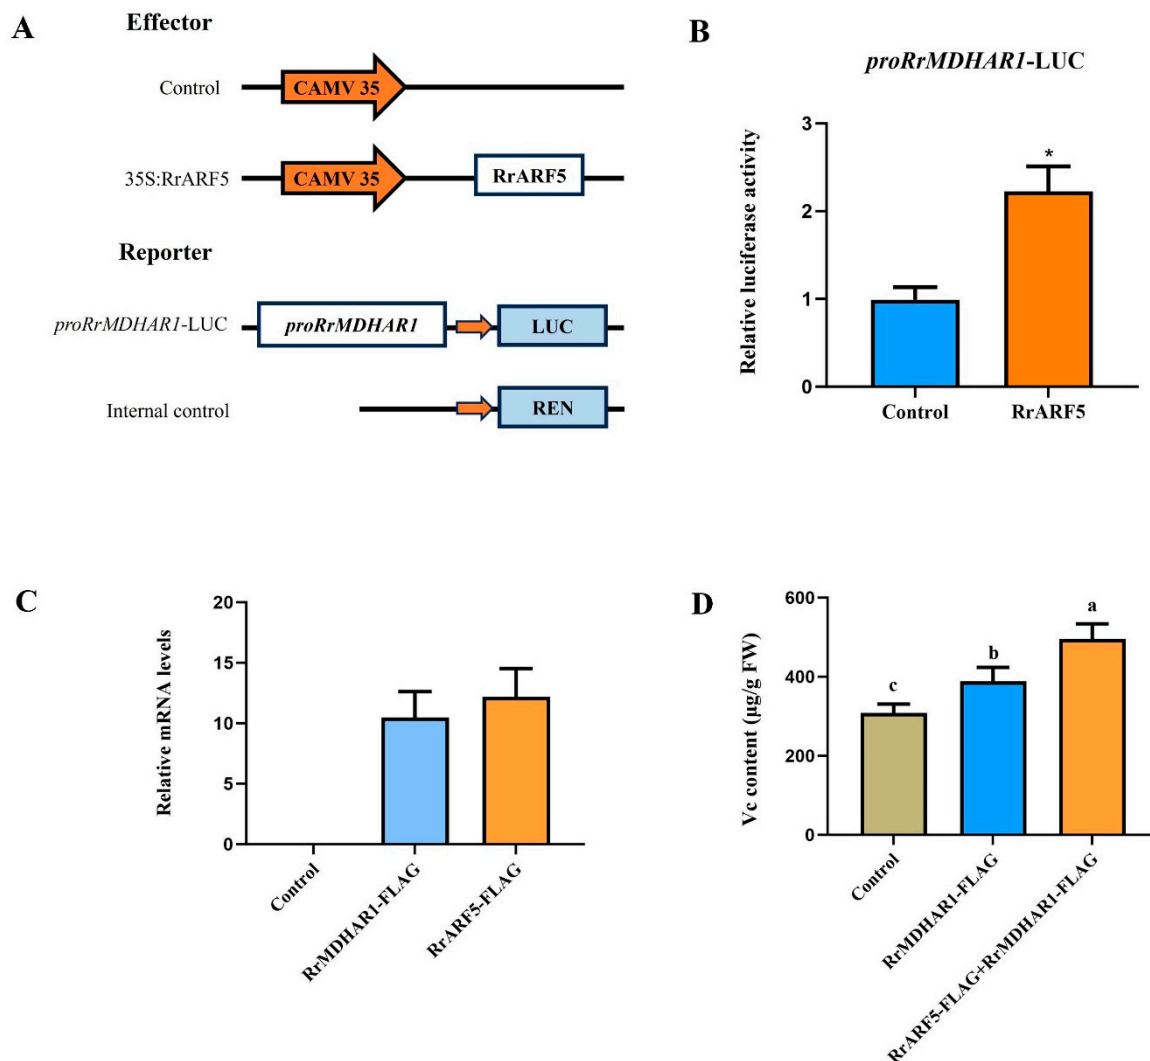 A
Effector
Control
CAMV 35
35S:RrARF5
CAMV 35
RrARF5
Reporter
proRrMDHAR1-LUC
proRrMDHAR1
LUC
Internal control
REN
B
proRrMDHAR1-LUC
Relative luciferase activity
3
2
1
0
*
Control
RrARF5
C
Relative mRNA levels
20
15
10
5
0
Control
RrMDHAR1-FLAG
RrARF5-FLAG
D
Vc content (µg/g FW)
600
400
200
0
c
b
a
Control
RrMDHAR1-FLAG
RrARF5-FLAG+RrMDHAR1-FLAG